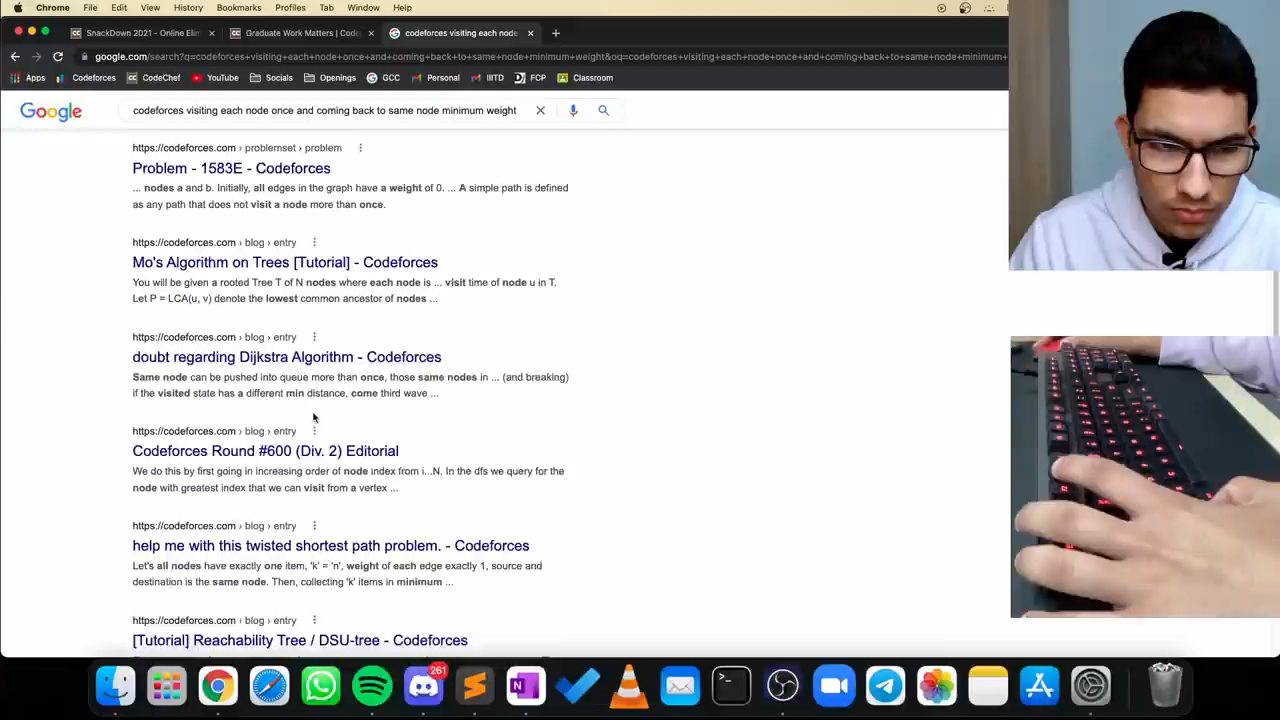 Chrome File Edit View History Bookmarks Profiles Tab Window Help
SnackDown 2021 - Online Elim × Graduate Work Matters | Codec × codeforces visiting each node × +
google.com/search?q=codeforces+visiting+each+node+once+and+coming+back+to+same+node+minimum+weight&oq=codeforces+visiting+each+node+once+and+coming+back+to+same+node+minimum+
Apps Codeforces CodeChef YouTube Socials Openings GCC Personal IIITD FCP Classroom
Google codeforces visiting each node once and coming back to same node minimum weight
https://codeforces.com › problemset › problem
Problem - 1583E - Codeforces
... nodes a and b. Initially, all edges in the graph have a weight of 0. ... A simple path is defined
as any path that does not visit a node more than once.
https://codeforces.com › blog › entry
Mo's Algorithm on Trees [Tutorial] - Codeforces
You will be given a rooted Tree T of N nodes where each node is ... visit time of node u in T.
Let P = LCA(u, v) denote the lowest common ancestor of nodes ...
https://codeforces.com › blog › entry
doubt regarding Dijkstra Algorithm - Codeforces
Same node can be pushed into queue more than once, those same nodes in ... (and breaking)
if the visited state has a different min distance, come third wave ...
https://codeforces.com › blog › entry
Codeforces Round #600 (Div. 2) Editorial
We do this by first going in increasing order of node index from i...N. In the dfs we query for the
node with greatest index that we can visit from a vertex ...
https://codeforces.com › blog › entry
help me with this twisted shortest path problem. - Codeforces
Let's all nodes have exactly one item, 'k' = 'n', weight of each edge exactly 1, source and
destination is the same node. Then, collecting 'k' items in minimum ...
https://codeforces.com › blog › entry
[Tutorial] Reachability Tree / DSU-tree - Codeforces
261